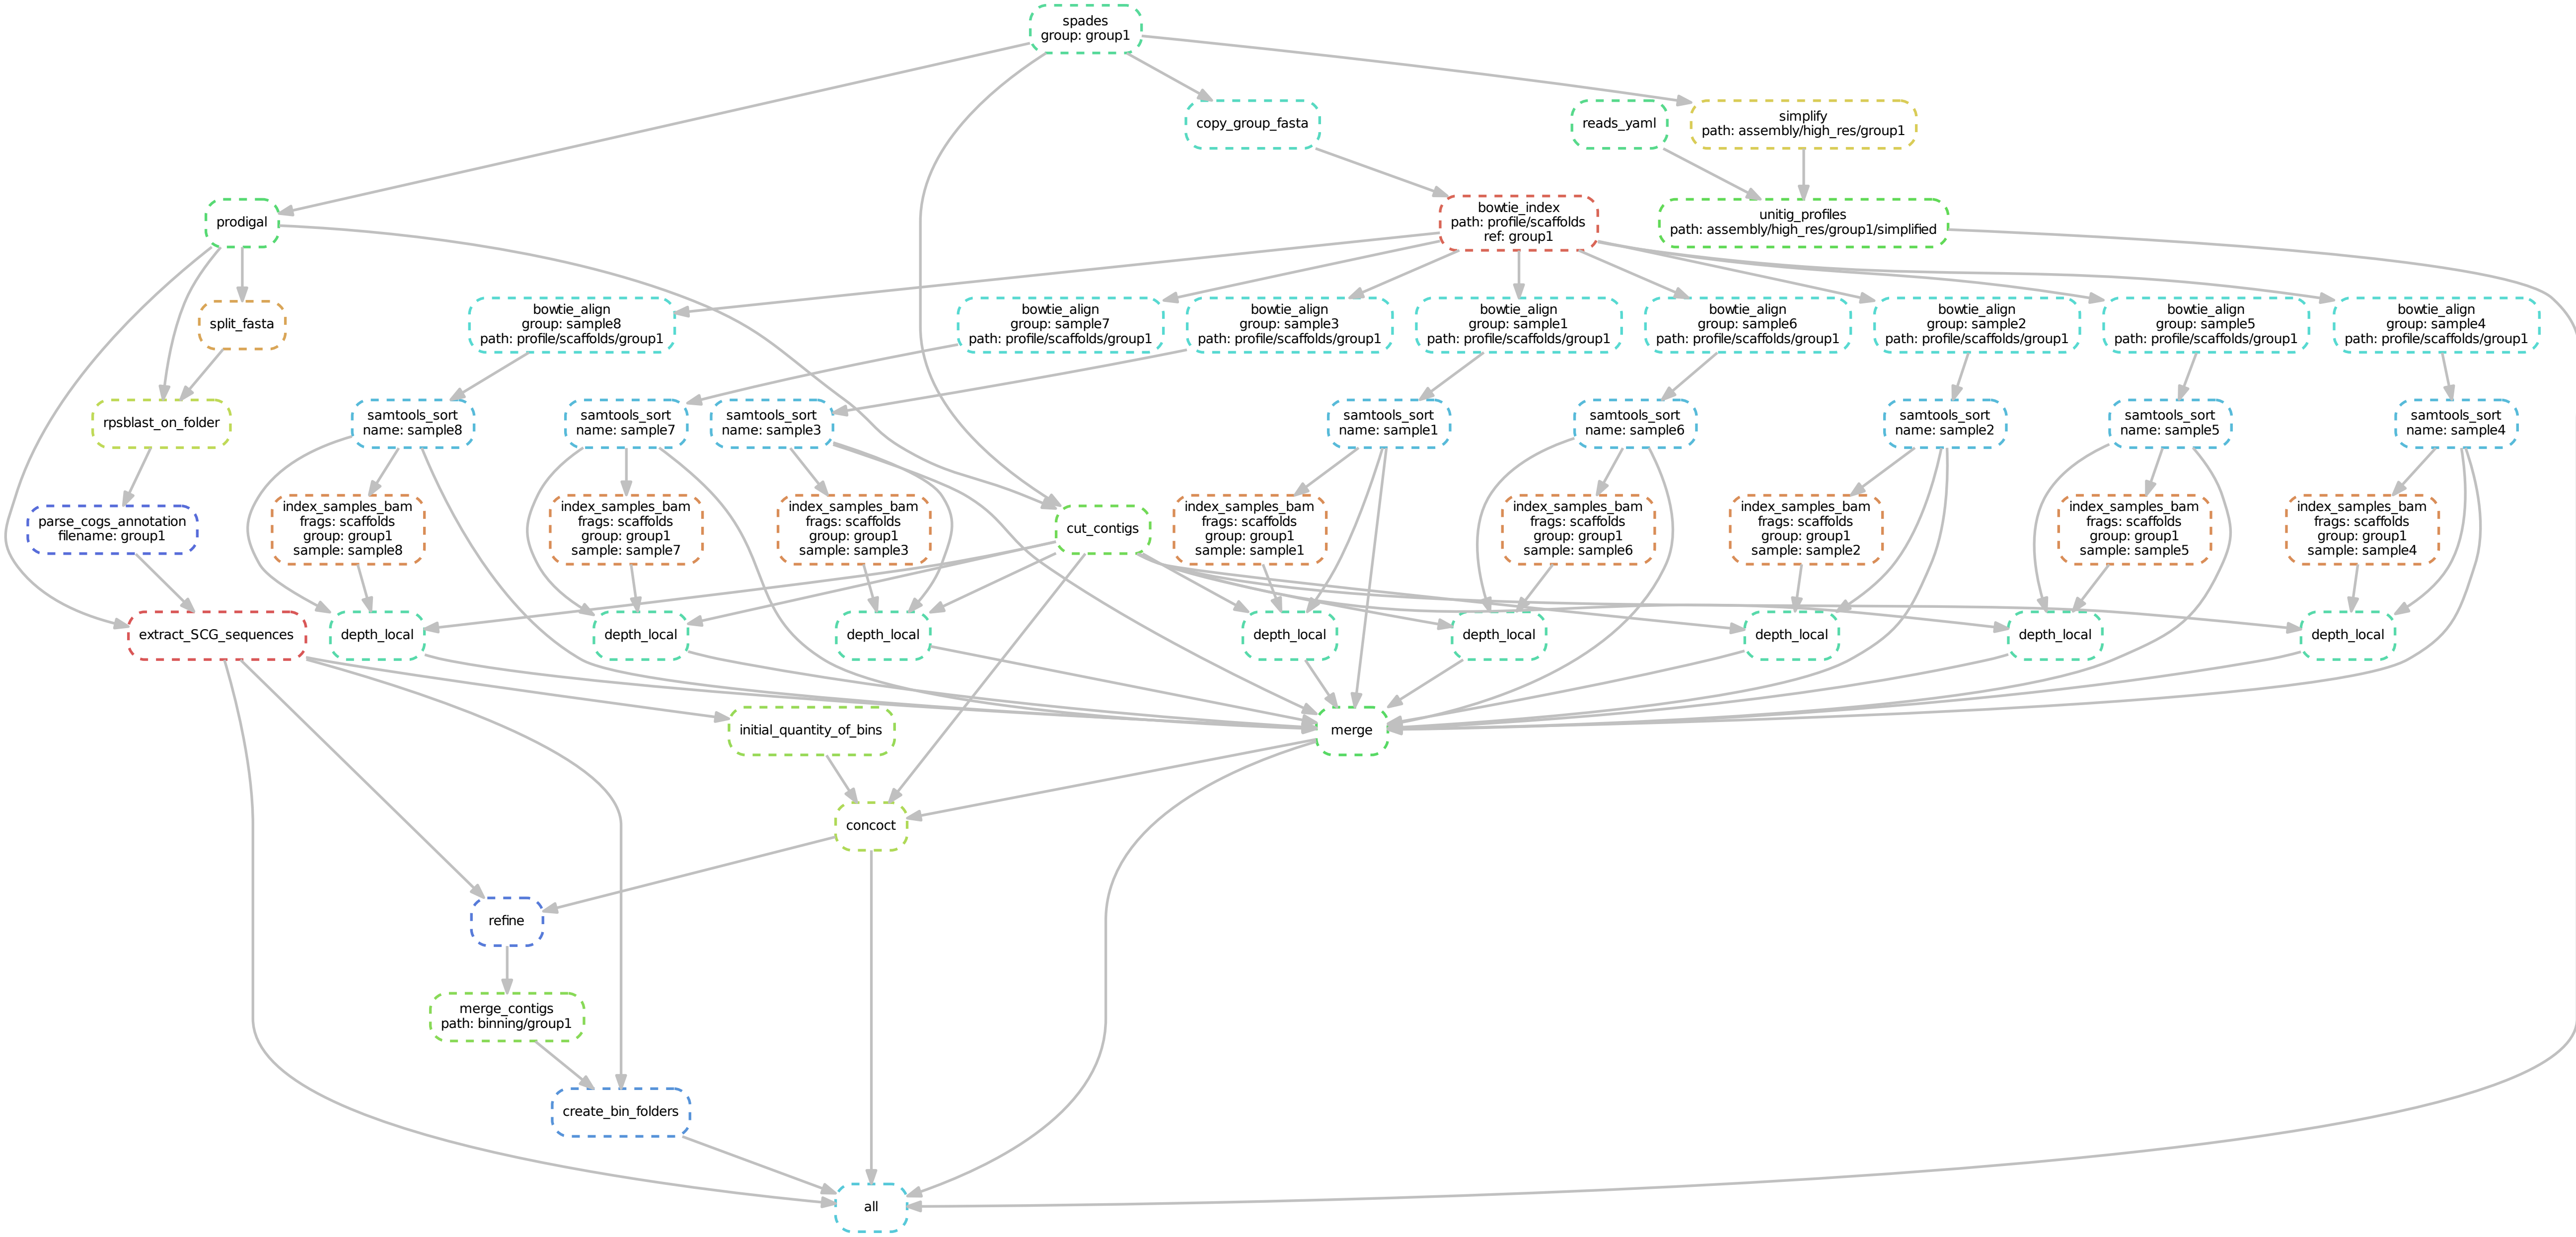 spades
group: group1
copy_group_fasta
reads_yaml
simplify
path: assembly/high_res/group1
prodigal
bowtie_index
path: profile/scaffolds
ref: group1
unitig_profiles
path: assembly/high_res/group1/simplified
split_fasta
bowtie_align
group: sample8
path: profile/scaffolds/group1
bowtie_align
group: sample7
path: profile/scaffolds/group1
bowtie_align
group: sample3
path: profile/scaffolds/group1
bowtie_align
group: sample1
path: profile/scaffolds/group1
bowtie_align
group: sample6
path: profile/scaffolds/group1
bowtie_align
group: sample2
path: profile/scaffolds/group1
bowtie_align
group: sample5
path: profile/scaffolds/group1
bowtie_align
group: sample4
path: profile/scaffolds/group1
rpsblast_on_folder
samtools_sort
name: sample8
samtools_sort
name: sample7
samtools_sort
name: sample3
samtools_sort
name: sample1
samtools_sort
name: sample6
samtools_sort
name: sample2
samtools_sort
name: sample5
samtools_sort
name: sample4
parse_cogs_annotation
filename: group1
index_samples_bam
frags: scaffolds
group: group1
sample: sample8
index_samples_bam
frags: scaffolds
group: group1
sample: sample7
index_samples_bam
frags: scaffolds
group: group1
sample: sample3
cut_contigs
index_samples_bam
frags: scaffolds
group: group1
sample: sample1
index_samples_bam
frags: scaffolds
group: group1
sample: sample6
index_samples_bam
frags: scaffolds
group: group1
sample: sample2
index_samples_bam
frags: scaffolds
group: group1
sample: sample5
index_samples_bam
frags: scaffolds
group: group1
sample: sample4
extract_SCG_sequences
depth_local
depth_local
depth_local
depth_local
depth_local
depth_local
depth_local
depth_local
initial_quantity_of_bins
merge
concoct
refine
merge_contigs
path: binning/group1
create_bin_folders
all